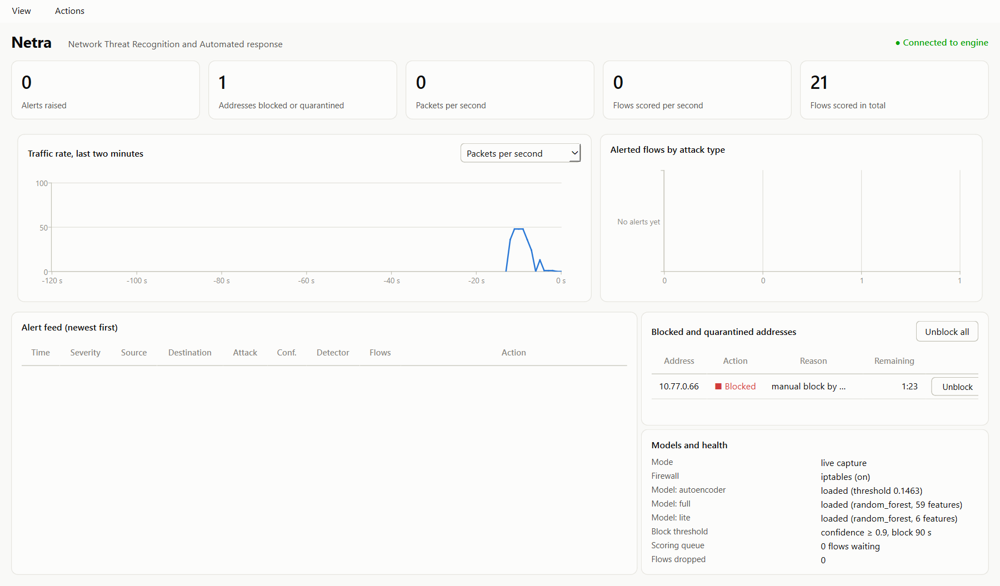 View Actions
Netra Network Threat Recognition and Automated response
● Connected to engine
0
Alerts raised
1
Addresses blocked or quarantined
0
Packets per second
0
Flows scored per second
21
Flows scored in total
Traffic rate, last two minutes
Packets per second
100
50
0
-120 s -100 s -80 s -60 s -40 s -20 s 0 s
Alerted flows by attack type
No alerts yet
0 0 1 1
Alert feed (newest first)
Time Severity Source Destination Attack Conf. Detector Flows Action
Blocked and quarantined addresses
Unblock all
Address Action Reason Remaining
10.77.0.66 Blocked manual block by ... 1:23 Unblock
Models and health
Mode live capture
Firewall iptables (on)
Model: autoencoder loaded (threshold 0.1463)
Model: full loaded (random_forest, 59 features)
Model: lite loaded (random_forest, 6 features)
Block threshold confidence ≥ 0.9, block 90 s
Scoring queue 0 flows waiting
Flows dropped 0